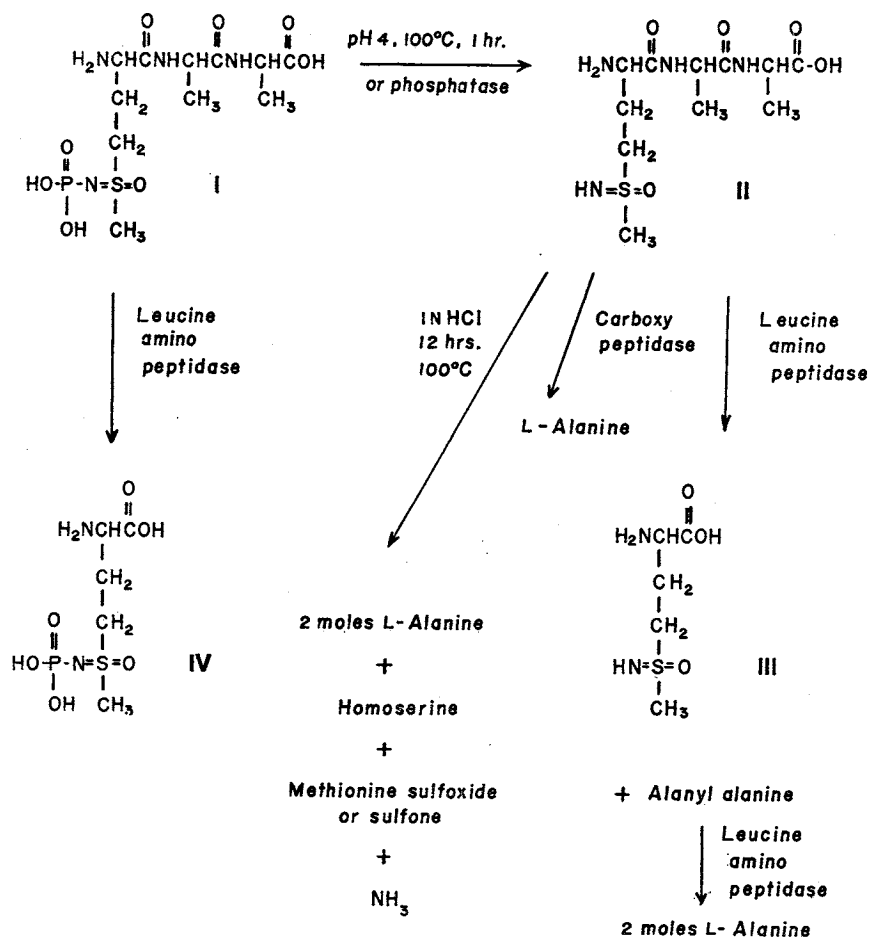 H₂NCHCNHCHCNHCHCOH
O O O
CH₂ CH₃ CH₃
CH₂
O
HO-P-N=S=O
OH CH₃
I
pH 4, 100°C, 1 hr.
or phosphatase
O O O
H₂NCHCNHCHCNHCHC-OH
CH₂ CH₃ CH₃
CH₂
HN=S=O
CH₃
II
Leucine
amino
peptidase
1N HCl
12 hrs.
100°C
Carboxy
peptidase
Leucine
amino
peptidase
L-Alanine
O
H₂NCHCOH
CH₂
CH₂
O
HO-P-N=S=O
OH CH₃
IV
2 moles L-Alanine
+
Homoserine
+
Methionine sulfoxide
or sulfone
+
NH₃
O
H₂NCHCOH
CH₂
CH₂
HN=S=O
CH₃
III
+ Alanyl alanine
Leucine
amino
peptidase
2 moles L-Alanine